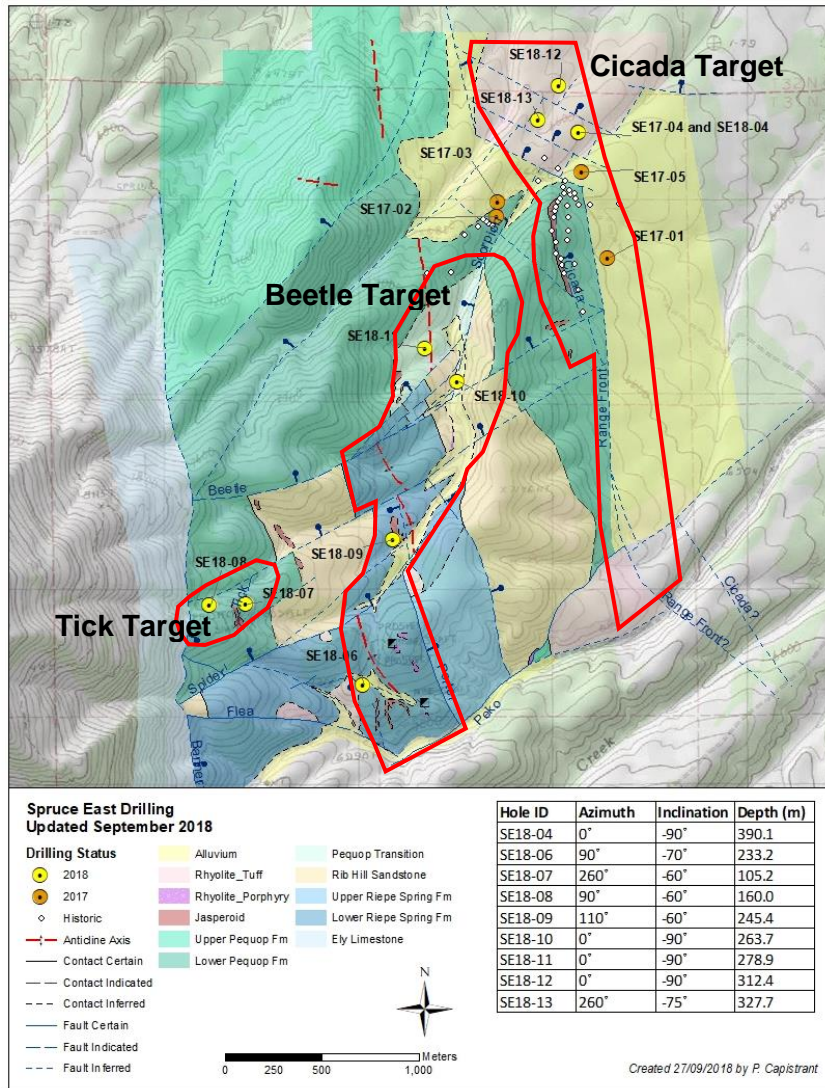 SE18-12
Cicada Target
SE18-13
SE17-04 and SE18-04
SE17-03
SE17-05
SE17-02
SE17-01
Scorpion
Cicada
Beetle Target
SE18-11
SE18-10
Range_Front
Beetle
SE18-09
SE18-08
SE18-07
Tick
Tick Target
Cicada?
Range_Front?
SE18-06
Spider
Flea
Peko
Creek
Spruce East Drilling
Updated September 2018
Drilling Status
2018
2017
Historic
Anticline Axis
Contact Certain
Contact Indicated
Contact Inferred
Fault Certain
Fault Indicated
Fault Inferred
Alluvium
Rhyolite_Tuff
Rhyolite_Porphyry
Jasperoid
Upper Pequop Fm
Lower Pequop Fm
Pequop Transition
Rib Hill Sandstone
Upper Riepe Spring Fm
Lower Riepe Spring Fm
Ely Limestone
N
Meters
0 250 500 1,000
Hole ID Azimuth Inclination Depth (m)
SE18-04 0° -90° 390.1
SE18-06 90° -70° 233.2
SE18-07 260° -60° 105.2
SE18-08 90° -60° 160.0
SE18-09 110° -60° 245.4
SE18-10 0° -90° 263.7
SE18-11 0° -90° 278.9
SE18-12 0° -90° 312.4
SE18-13 260° -75° 327.7
Created 27/09/2018 by P. Capistrant